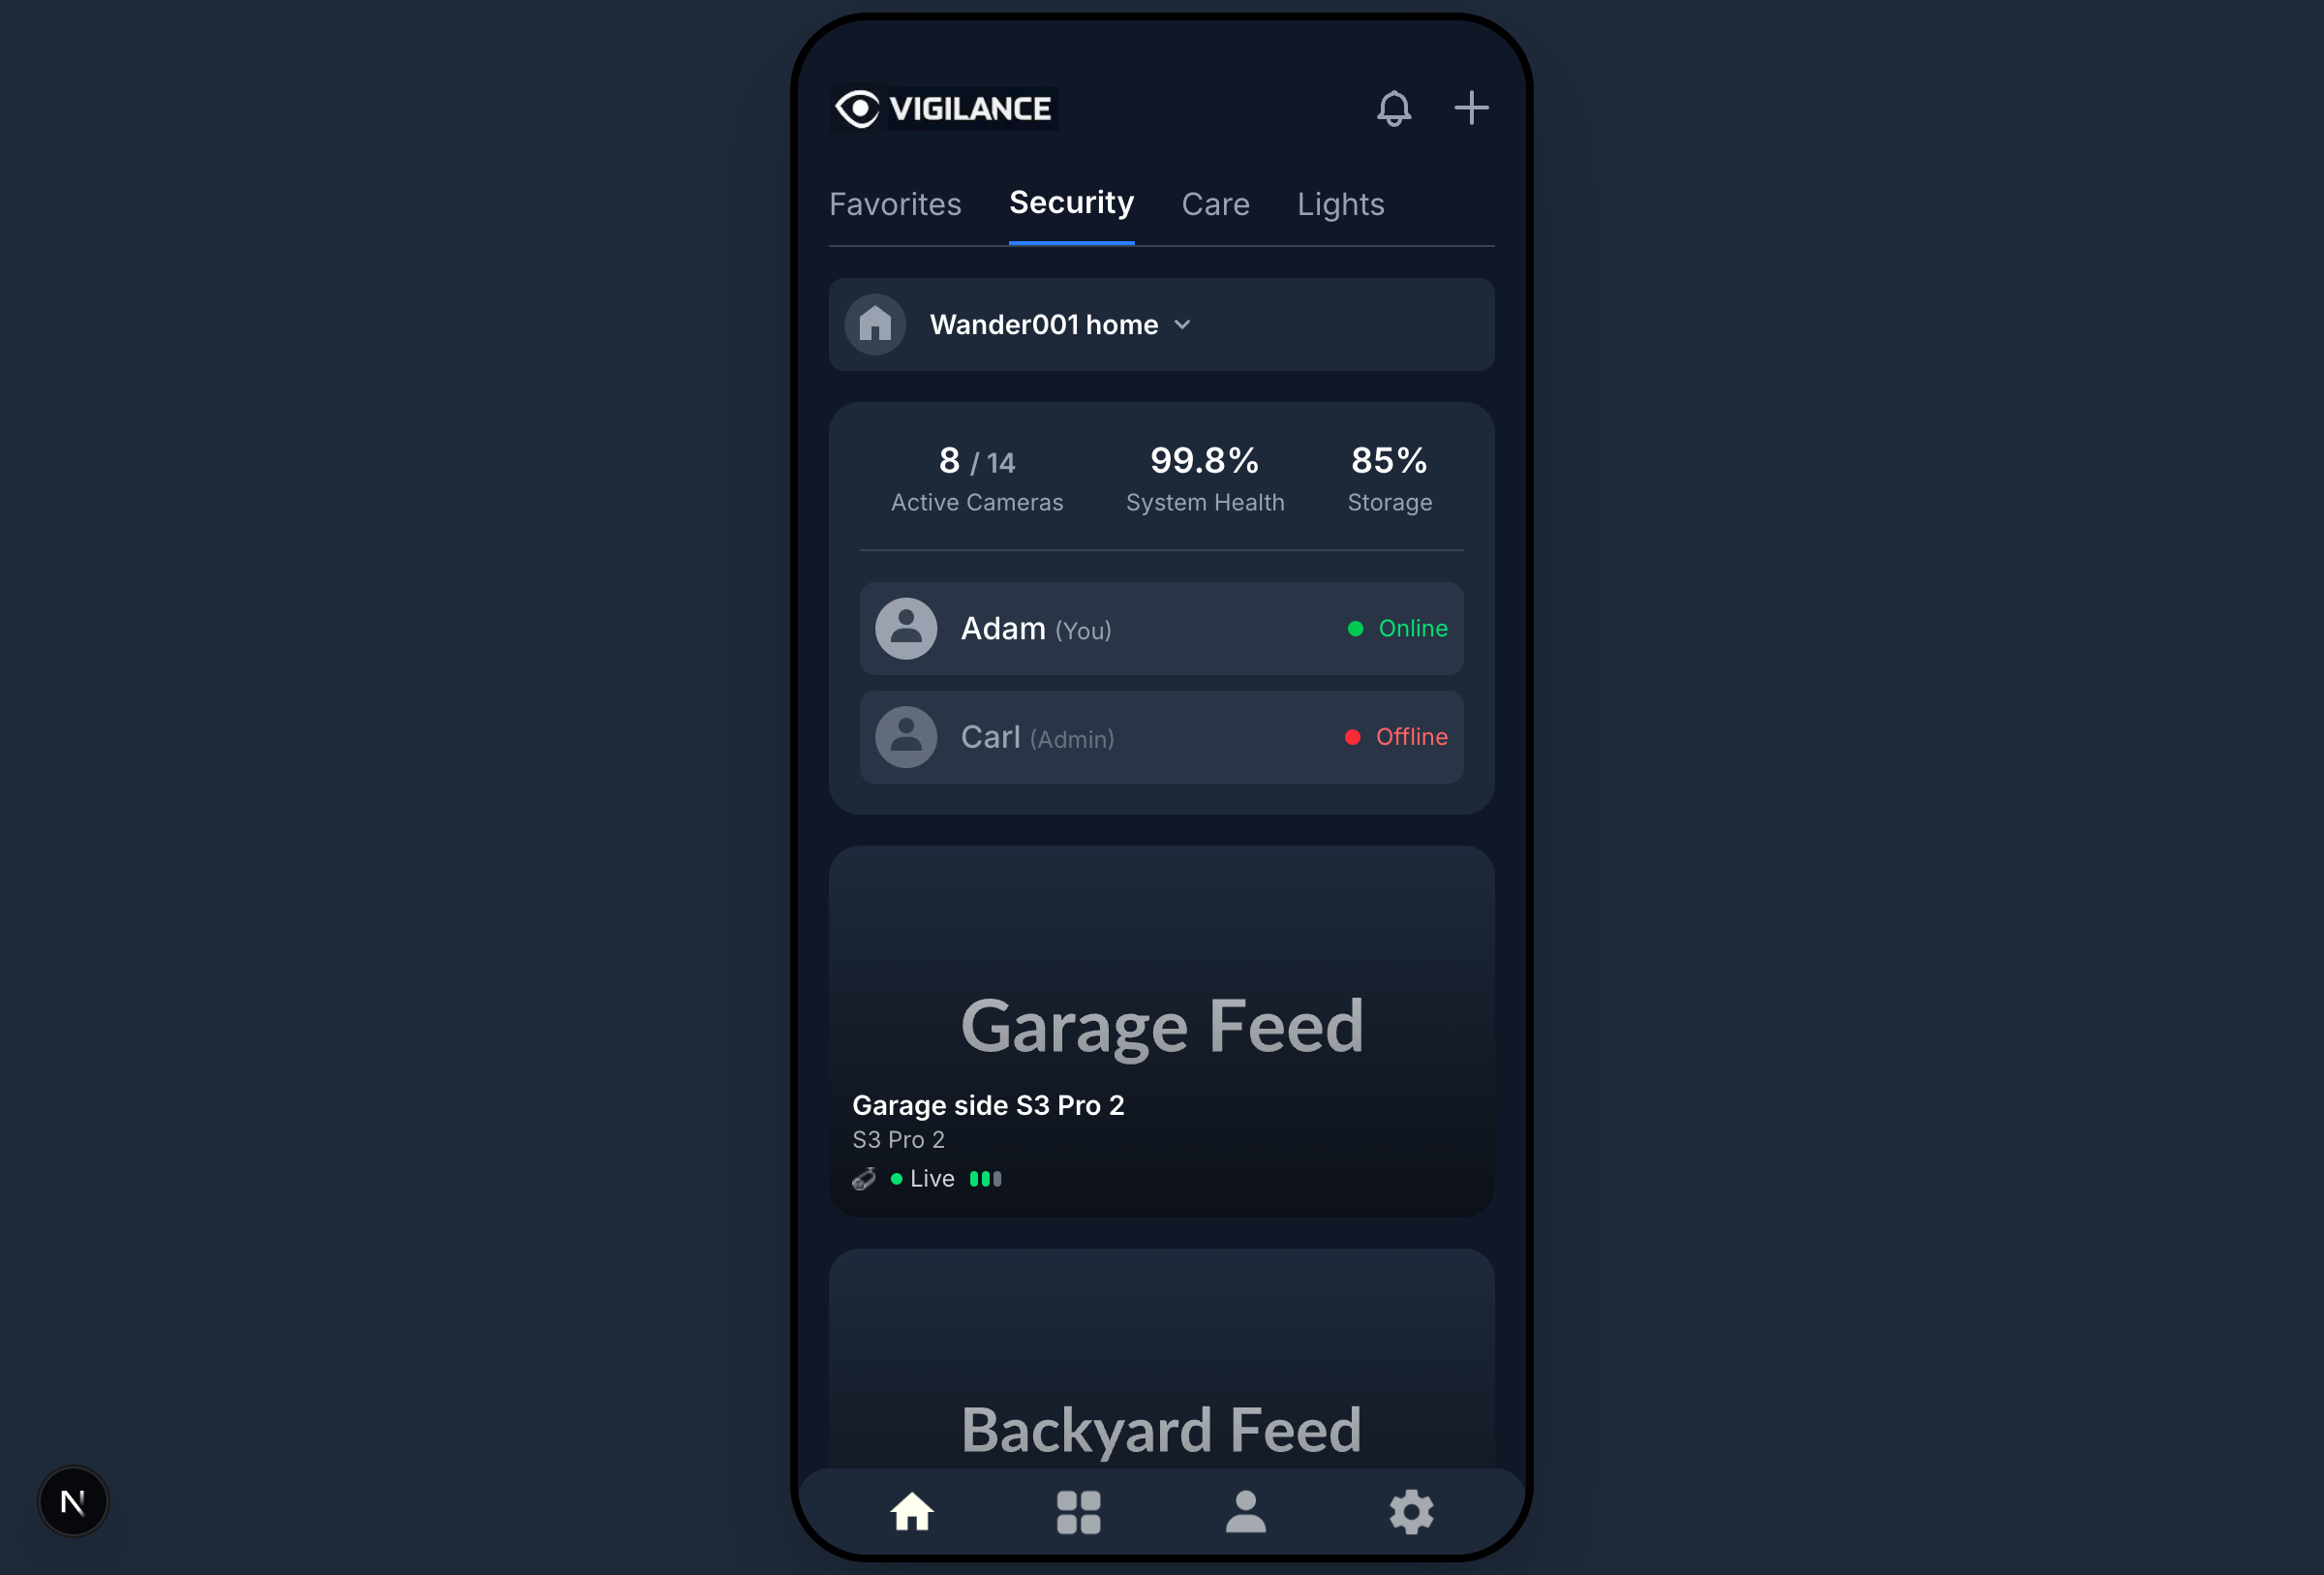 VIGILANCE
Favorites Security Care Lights
Wander001 home
8 / 14 99.8% 85%
Active Cameras System Health Storage
Adam (You) Online
Carl (Admin) Offline
Garage Feed
Garage side S3 Pro 2
S3 Pro 2
Live
Backyard Feed
N